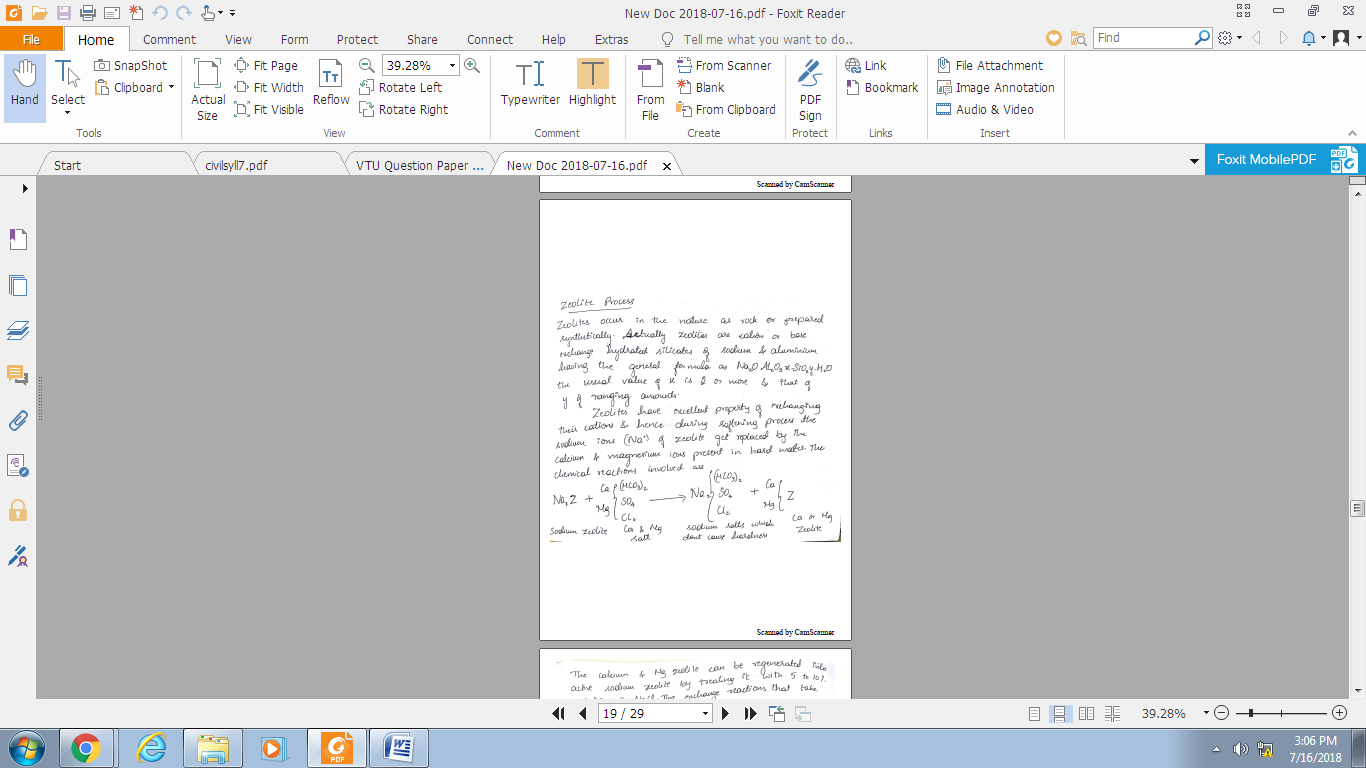 New Doc 2018-07-16.pdf - Foxit Reader
File Home Comment View Form Protect Share Connect Help Extras Tell me what you want to do.. Find
Hand
Select
SnapShot
Clipboard
Tools
Actual Size
Fit Page
Fit Width
Fit Visible
Reflow
39.28%
Rotate Left
Rotate Right
View
Typewriter
Highlight
Comment
From File
From Scanner
Blank
From Clipboard
Create
PDF Sign
Protect
Link
Bookmark
Links
File Attachment
Image Annotation
Audio & Video
Insert
Start civilsyll7.pdf VTU Question Paper ... New Doc 2018-07-16.pdf Foxit MobilePDF
Scanned by CamScanner
Zeolite Process
Zeolites occur in the nature as rock or prepared
synthetically. Actually zeolites are cation or base
exchange hydrated silicates of sodium & aluminium
having the general formula as Na2O Al2O3 x-SiO2 y-H2O
the usual value of x is 2 or more & that of
y of ranging amounts.
Zeolites have excellent property of exchanging
their cations & hence during softening process the
sodium ions (Na+) of zeolite get replaced by the
calcium & magnesium ions present in hard water. The
chemical reactions involved are
Na2Z + Ca Mg { (HCO3)2 SO4 Cl2 → Na2 { (HCO3)2 SO4 Cl2 + Ca Mg { Z
Sodium zeolite Ca & Mg salt sodium salts which dont cause hardness Ca or Mg Zeolite
Scanned by CamScanner
The calcium & Mg zeolite can be regenerated into
active sodium zeolite by treating it with 5 to 10%
The exchange reactions that take
19 / 29
39.28%
3:06 PM
7/16/2018